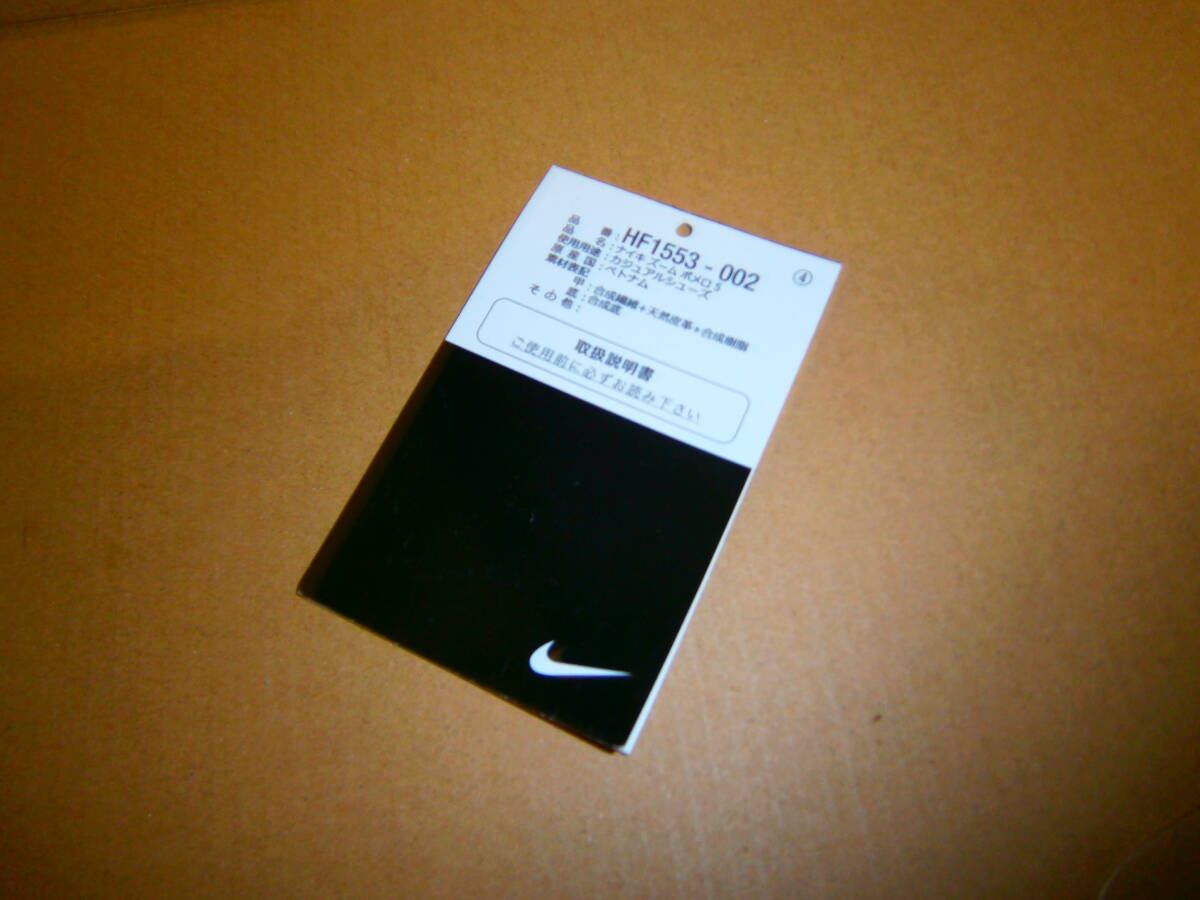 品 番：HF1553-002 ④
品 名：ナイキ ズーム ボメロ 5
使用用途：カジュアルシューズ
原 産 国：ベトナム
素材表記
甲：合成繊維+天然皮革+合成樹脂
底：合成底
その他：
取扱説明書
ご使用前に必ずお読み下さい